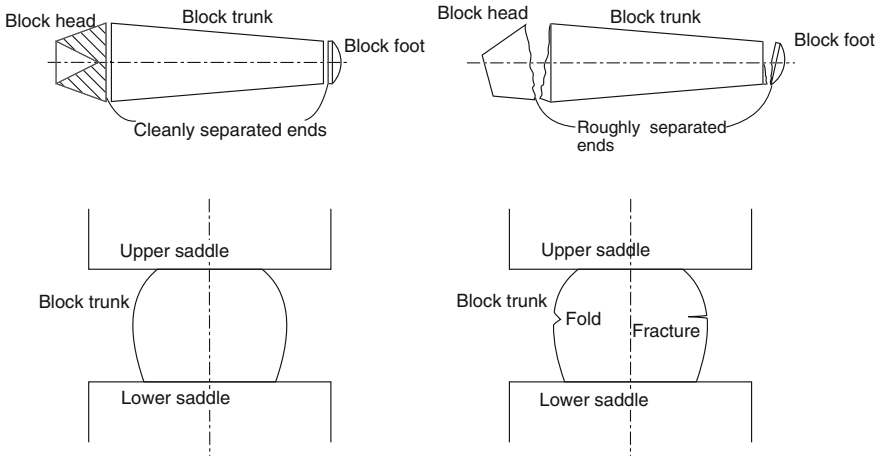 Block head
Block trunk
Block foot
Cleanly separated ends
Block head
Block trunk
Block foot
Roughly separated
ends
Upper saddle
Block trunk
Lower saddle
Upper saddle
Block trunk
Fold
Fracture
Lower saddle